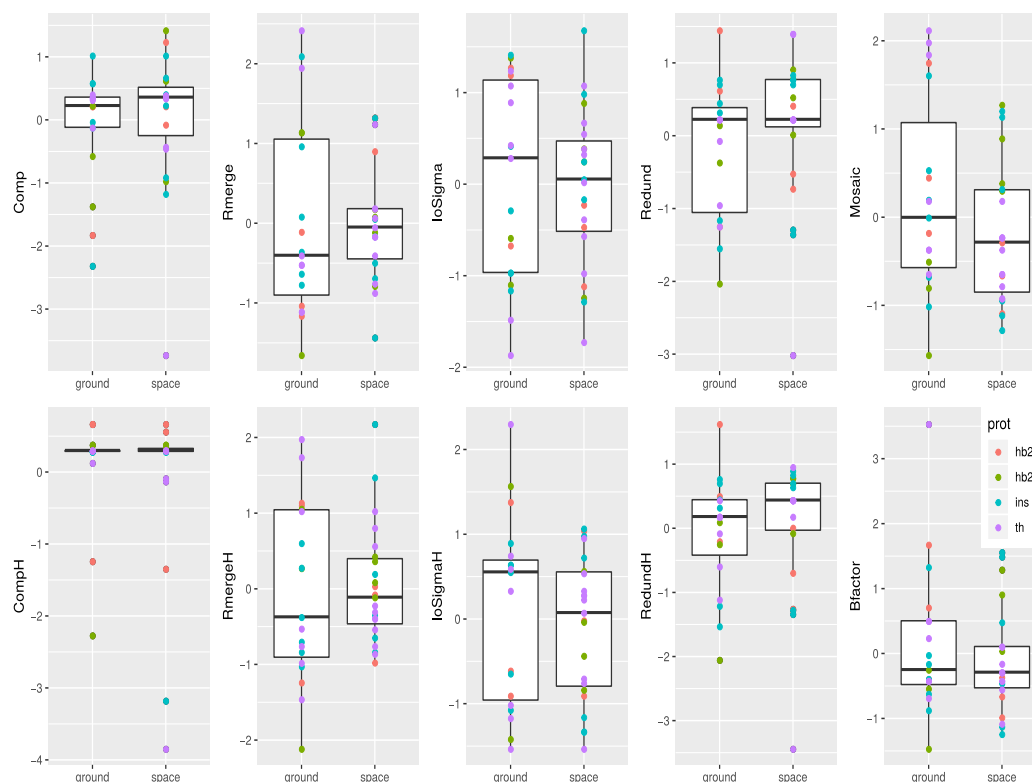 Comp
1
0
−1
−2
−3
ground
space
Rmerge
2
1
0
−1
ground
space
IoSigma
1
0
−1
−2
ground
space
Redund
1
0
−1
−2
−3
ground
space
Mosaic
2
1
0
−1
ground
space
CompH
0
−1
−2
−3
−4
ground
space
RmergeH
2
1
0
−1
−2
ground
space
IoSigmaH
2
1
0
−1
ground
space
RedundH
1
0
−1
−2
−3
ground
space
Bfactor
3
2
1
0
−1
ground
space
prot
hb2
hb2
ins
th